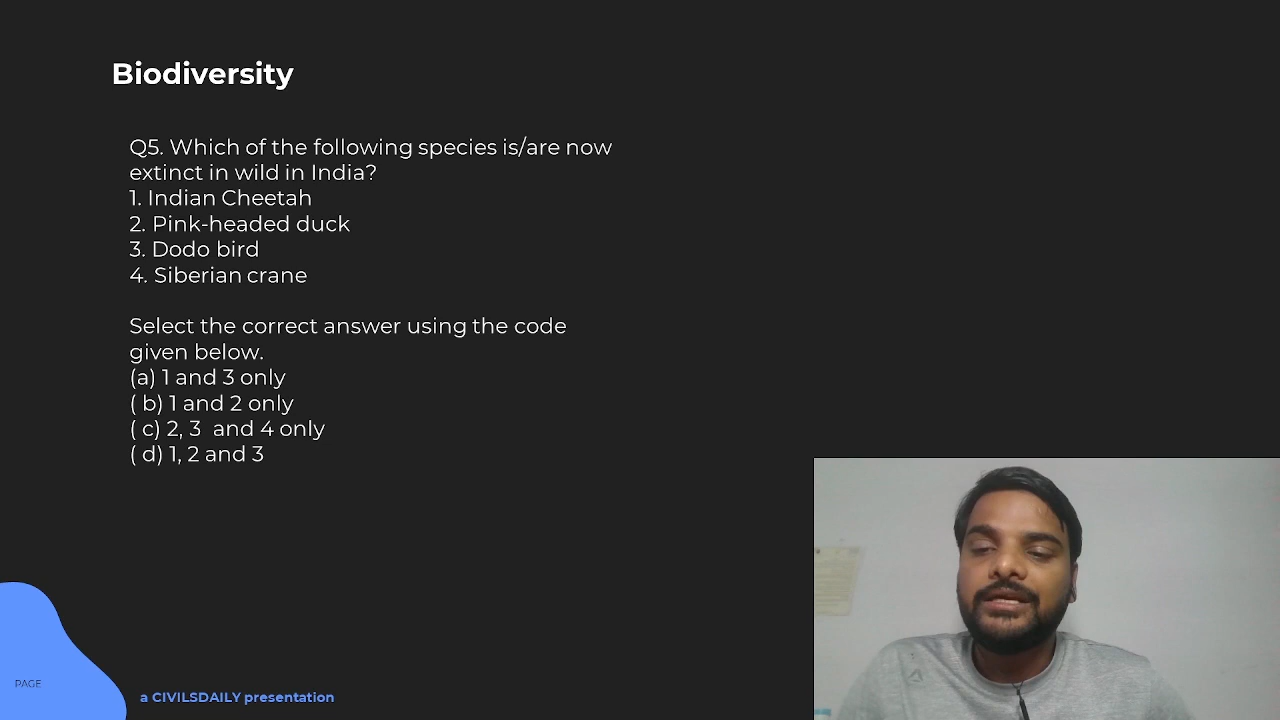 Biodiversity
Q5. Which of the following species is/are now
extinct in wild in India?
1. Indian Cheetah
2. Pink-headed duck
3. Dodo bird
4. Siberian crane
Select the correct answer using the code
given below.
(a) 1 and 3 only
( b) 1 and 2 only
( c) 2, 3  and 4 only
( d) 1, 2 and 3
PAGE
a CIVILSDAILY presentation